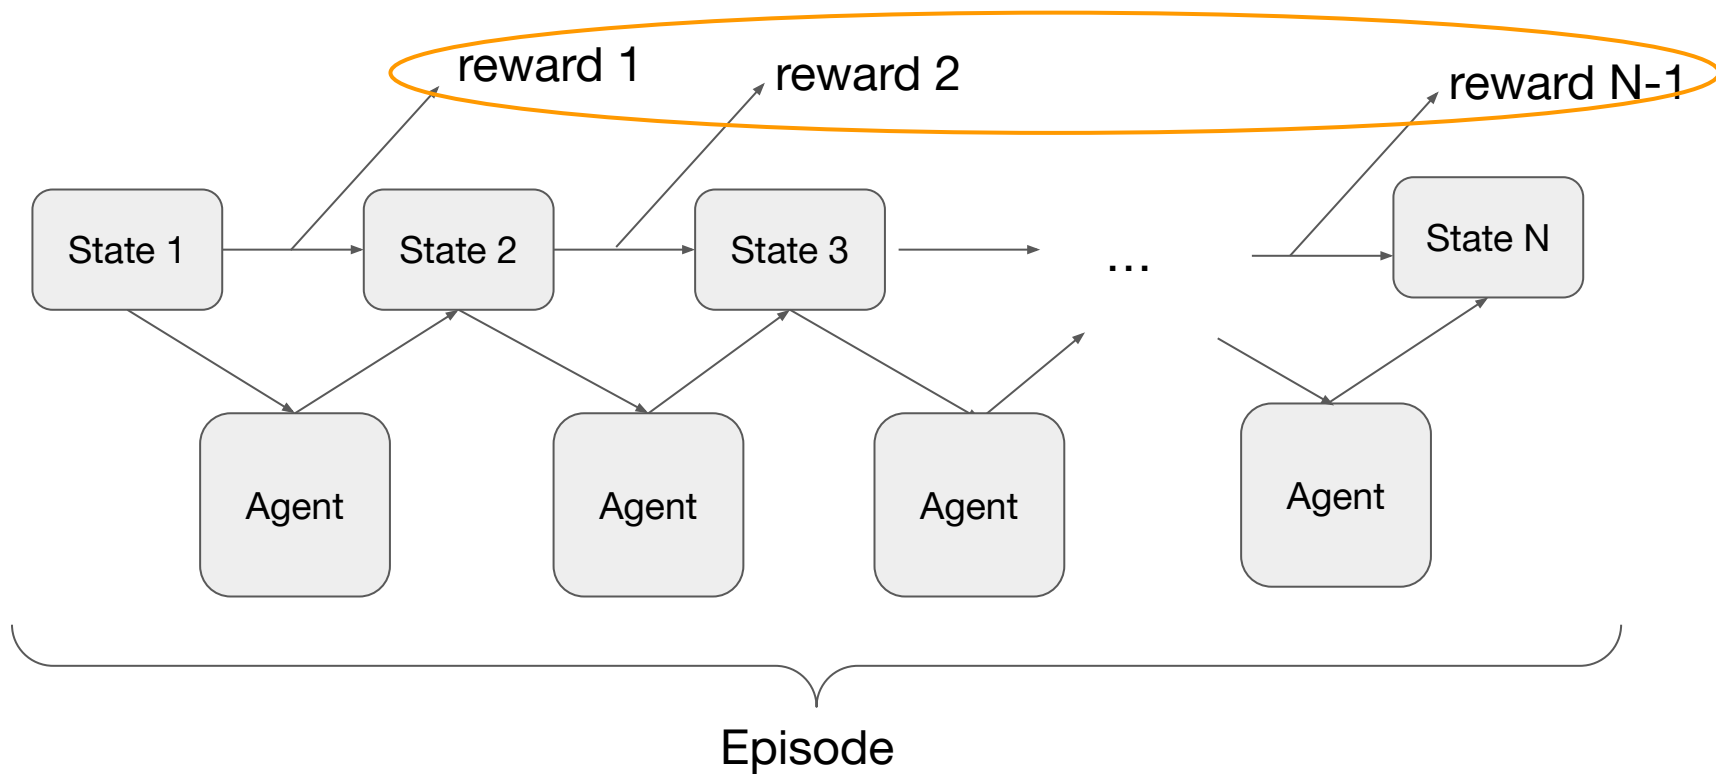 reward 1
reward 2
reward N-1
State 1
State 2
State 3
...
State N
Agent
Agent
Agent
Agent
Episode